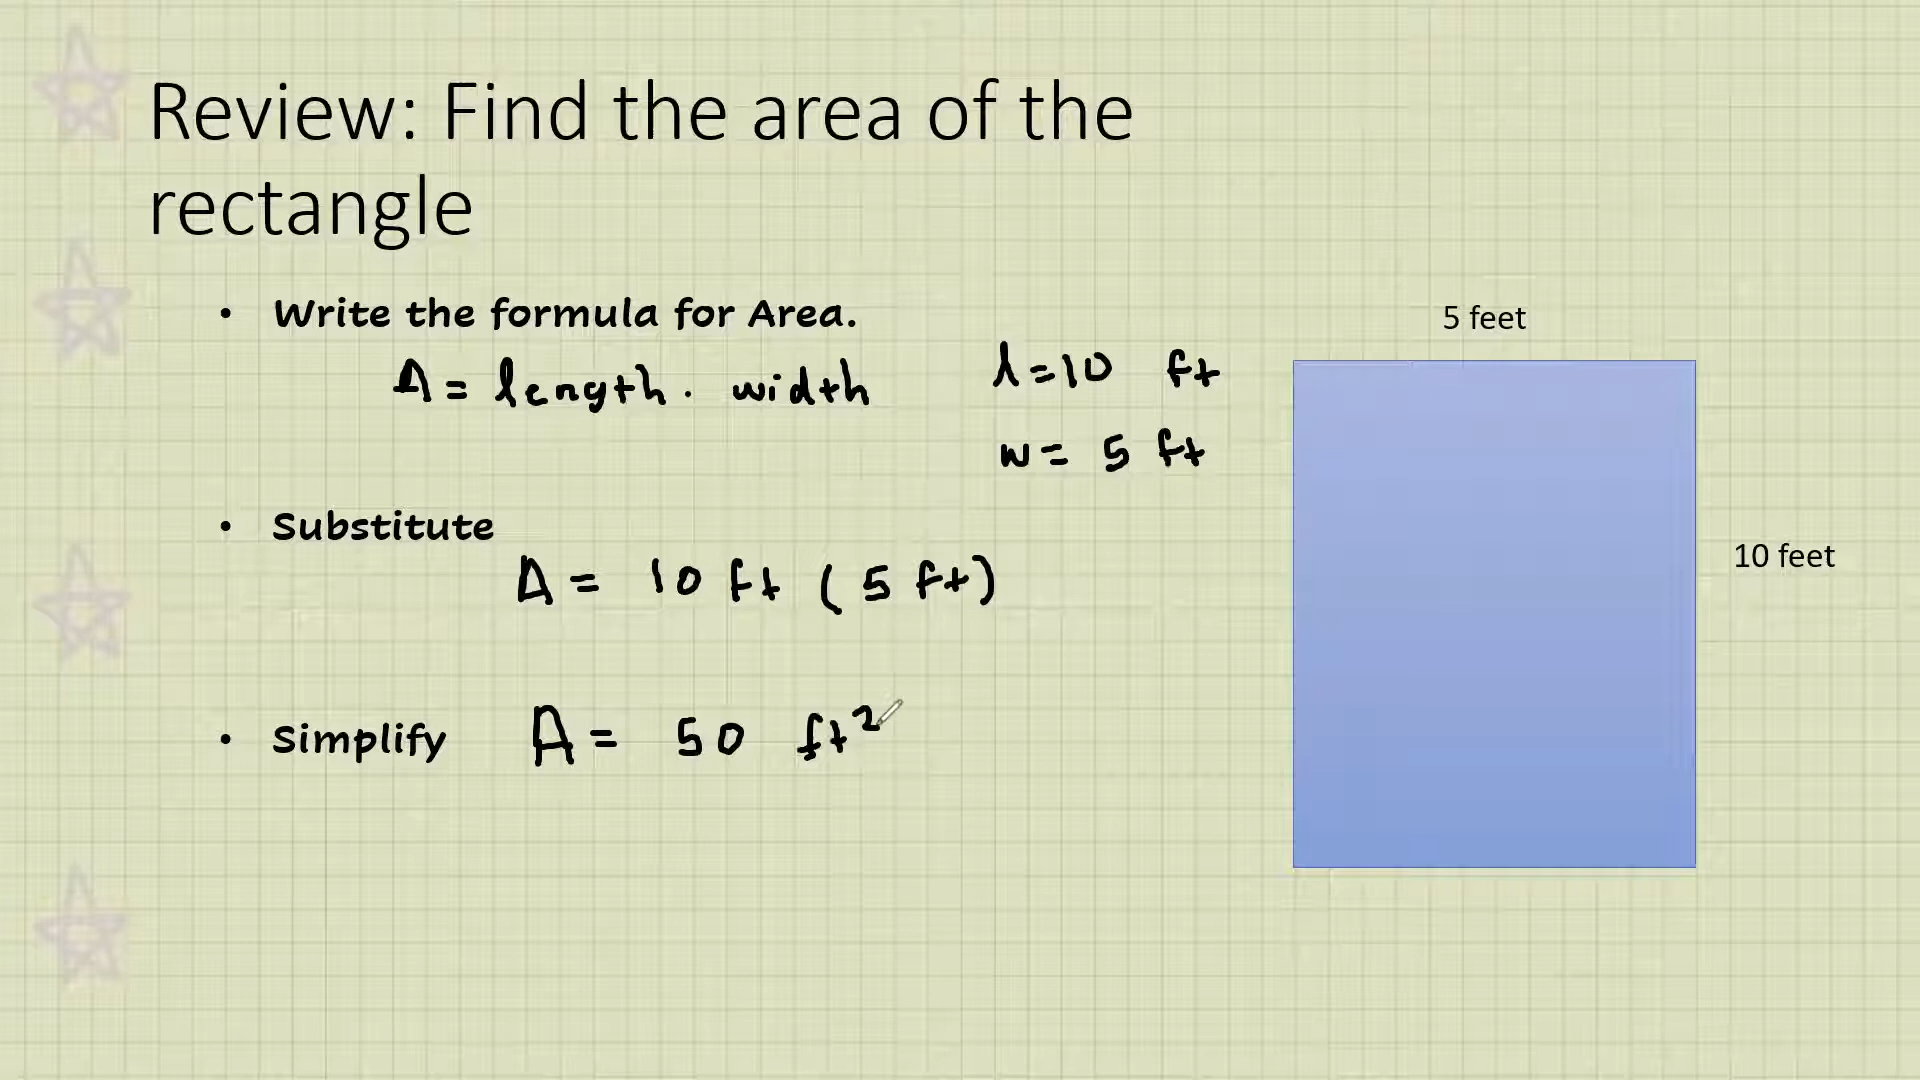 Review: Find the area of the
rectangle
• Write the formula for Area.
A = length · width
l = 10 ft
w = 5 ft
• Substitute
A = 10 ft (5 ft)
• Simplify
A = 50 ft²
5 feet
10 feet